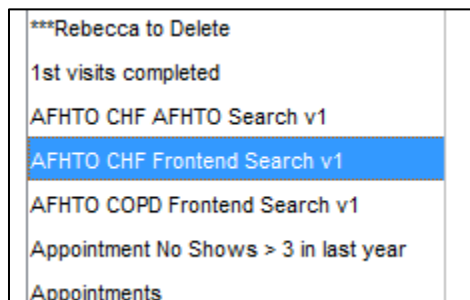 ***Rebecca to Delete
1st visits completed
AFHTO CHF AFHTO Search v1
AFHTO CHF Frontend Search v1
AFHTO COPD Frontend Search v1
Appointment No Shows > 3 in last year
Appointments